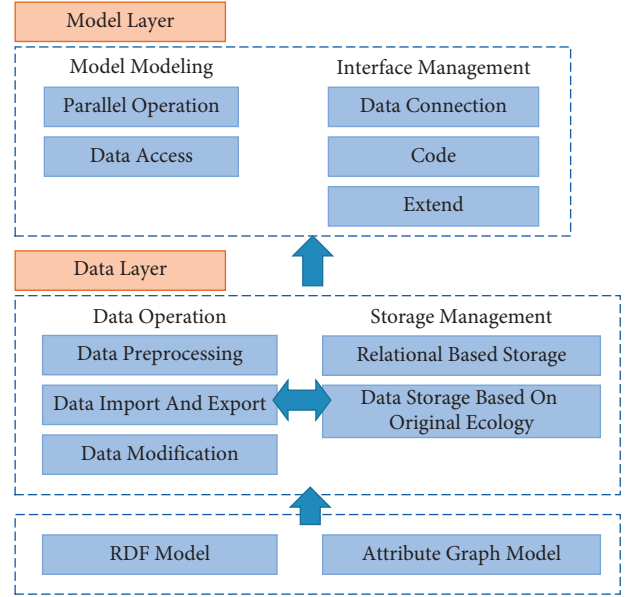 Model Layer
Model Modeling
Parallel Operation
Data Access
Interface Management
Data Connection
Code
Extend
Data Layer
Data Operation
Data Preprocessing
Data Import And Export
Data Modification
Storage Management
Relational Based Storage
Data Storage Based On
Original Ecology
RDF Model
Attribute Graph Model